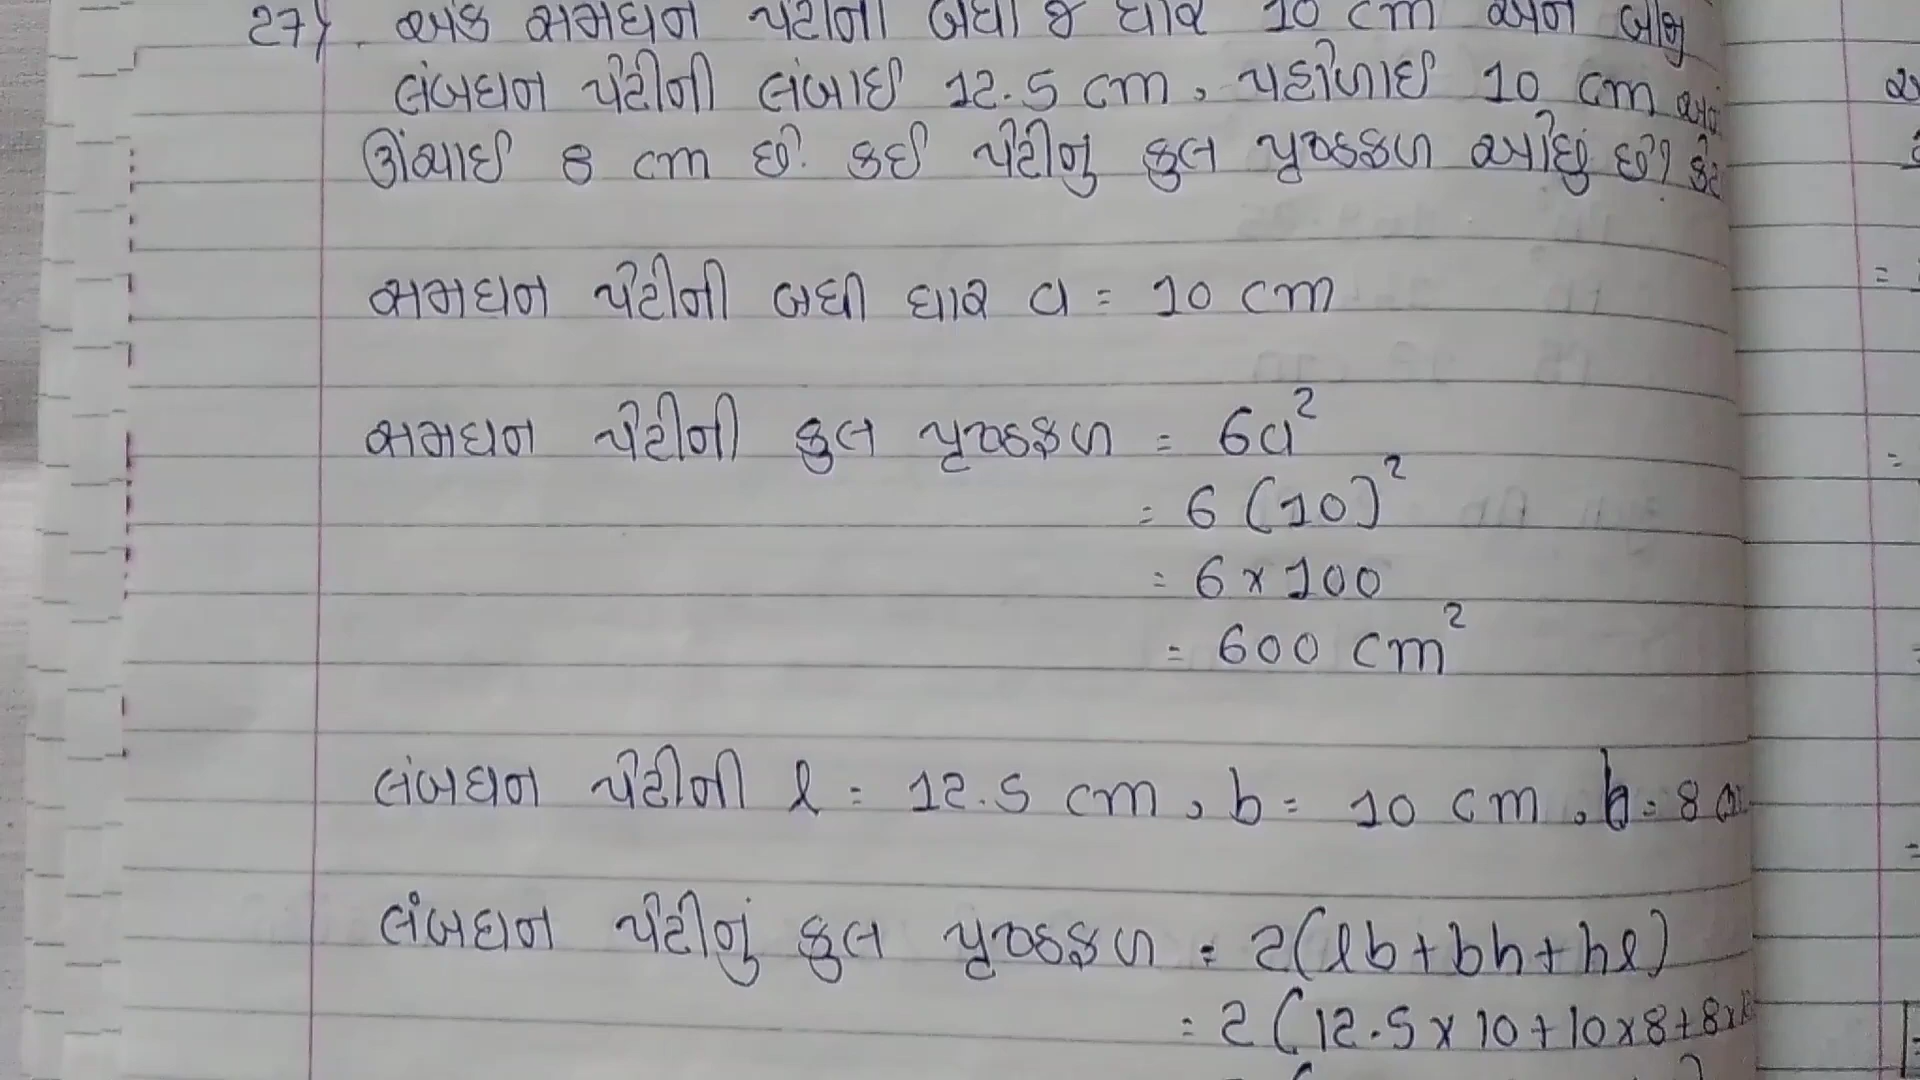 27) એક સમઘન પેટીની બધી જ ધાર 10 cm અને બીજી
લંબઘન પેટીની લંબાઈ 12.5 cm, પહોળાઈ 10 cm અને
ઊંચાઈ 8 cm છે. કઈ પેટીનું કુલ પૃષ્ઠફળ ઓછું છે?
સમઘન પેટીની બધી ધાર a = 10 cm
સમઘન પેટીની કુલ પૃષ્ઠફળ = 6a²
= 6 (10)²
= 6 x 100
= 600 cm²
લંબઘન પેટીની l = 12.5 cm, b = 10 cm, h = 8 cm
લંબઘન પેટીનું કુલ પૃષ્ઠફળ = 2(lb + bh + hl)
= 2 (12.5 x 10 + 10 x 8 + 8 x